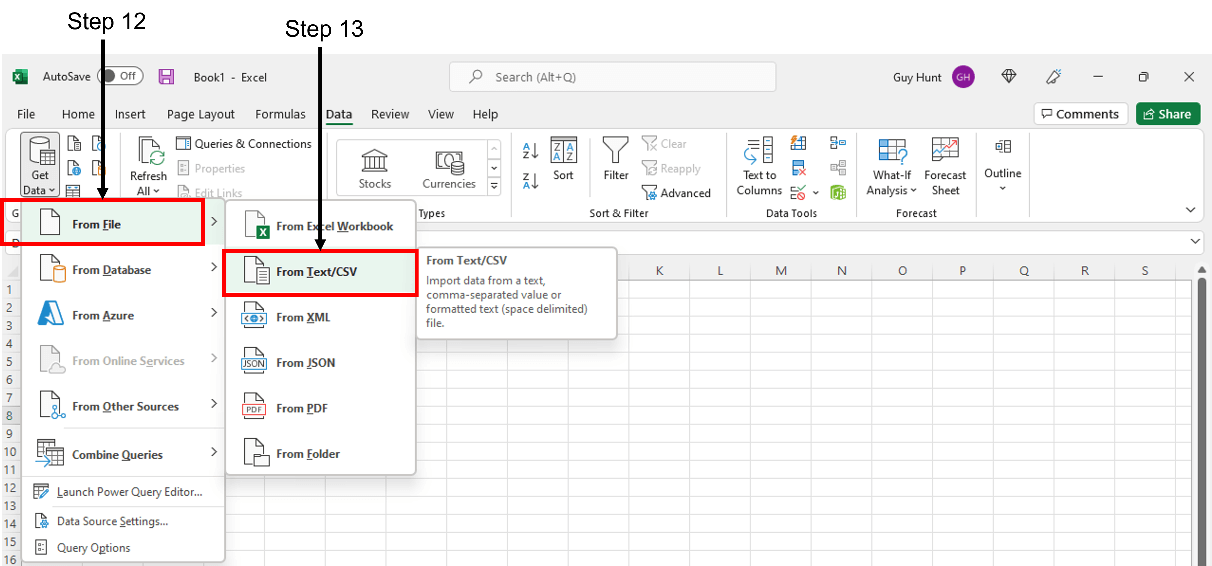 Step 12
Step 13
AutoSave Off Book1 - Excel Search (Alt+Q) Guy Hunt GH
File Home Insert Page Layout Formulas Data Review View Help Comments Share
Get Data
Refresh All
Queries & Connections
Properties
Edit Links
Stocks Currencies
Sort
Filter
Clear
Reapply
Advanced
Text to Columns
What-If Analysis
Forecast Sheet
Outline
G Types Sort & Filter Data Tools Forecast
From File
From Database
From Azure
From Online Services
From Other Sources
Combine Queries
Launch Power Query Editor...
Data Source Settings...
Query Options
From Excel Workbook
From Text/CSV
From XML
JSON From JSON
PDF From PDF
From Folder
From Text/CSV
Import data from a text,
comma-separated value or
formatted text (space delimited)
file.
K L M N O P Q R S
1
2
3
4
5
6
7
8
9
10
11
12
13
14
15
16